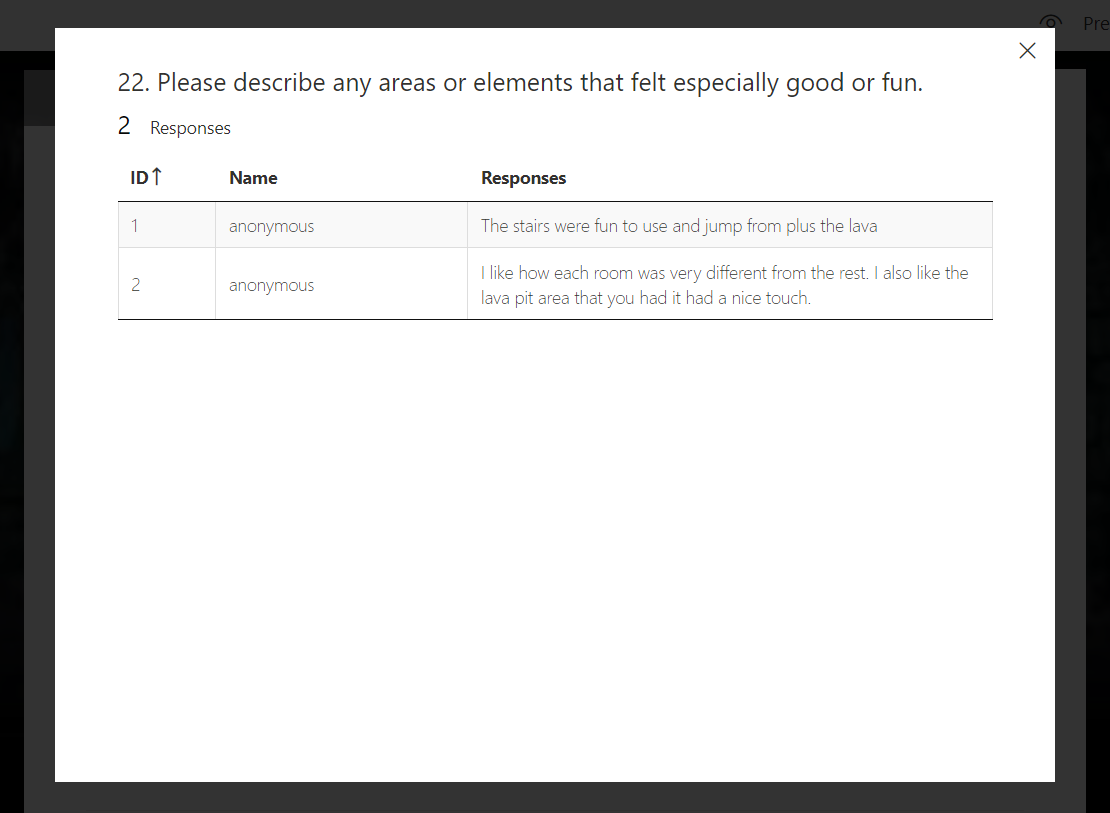 Pre
22. Please describe any areas or elements that felt especially good or fun.
2 Responses
ID↑ Name Responses
1 anonymous The stairs were fun to use and jump from plus the lava
2 anonymous I like how each room was very different from the rest. I also like the
lava pit area that you had it had a nice touch.